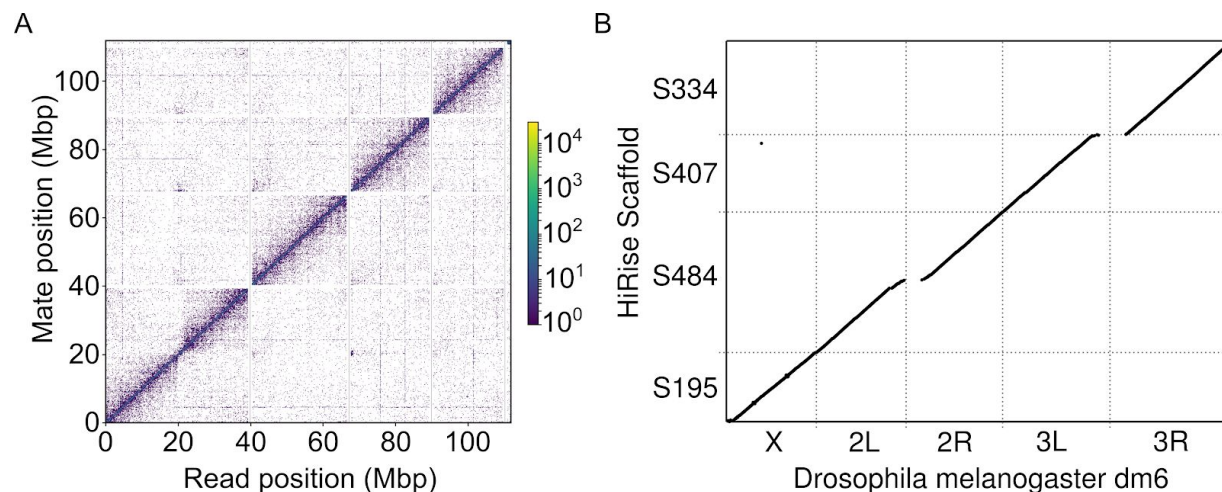 A
Mate position (Mbp)
100
80
60
40
20
0
0 20 40 60 80 100
Read position (Mbp)
10^4
10^3
10^2
10^1
10^0
B
HiRise Scaffold
S334
S407
S484
S195
X 2L 2R 3L 3R
Drosophila melanogaster dm6